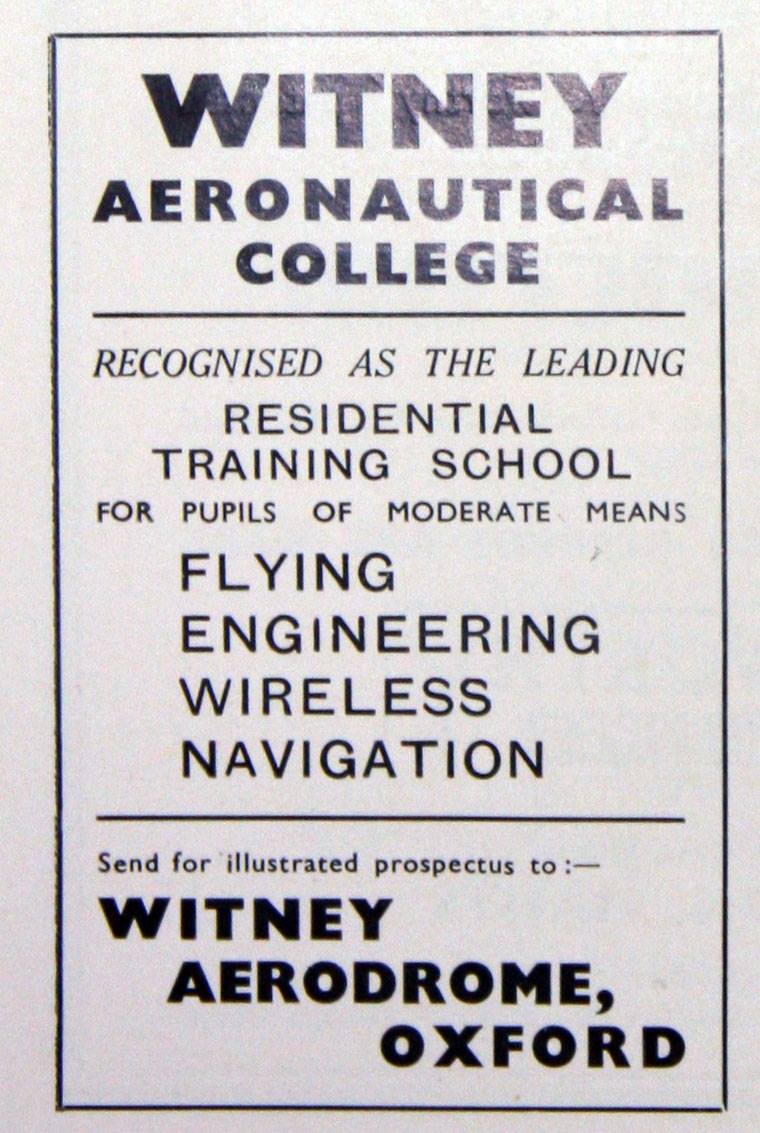 WITNEY
AERONAUTICAL
COLLEGE
RECOGNISED AS THE LEADING
RESIDENTIAL
TRAINING SCHOOL
FOR PUPILS OF MODERATE MEANS
FLYING
ENGINEERING
WIRELESS
NAVIGATION
Send for illustrated prospectus to :—
WITNEY
AERODROME,
OXFORD